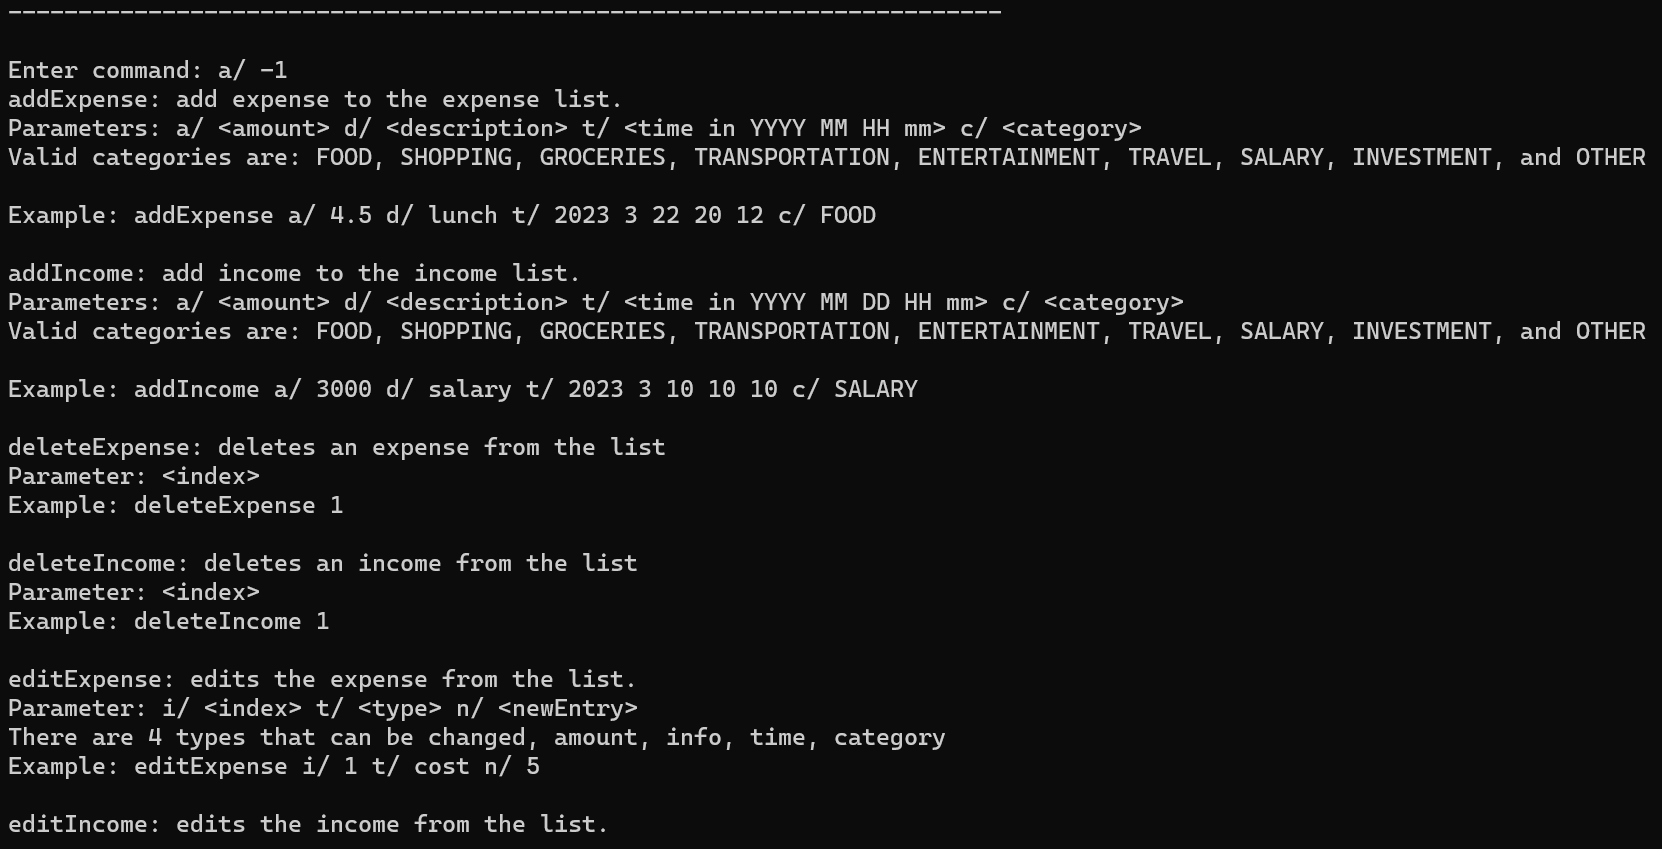 ------------------------------------------------------------------------
Enter command: a/ -1
addExpense: add expense to the expense list.
Parameters: a/ <amount> d/ <description> t/ <time in YYYY MM HH mm> c/ <category>
Valid categories are: FOOD, SHOPPING, GROCERIES, TRANSPORTATION, ENTERTAINMENT, TRAVEL, SALARY, INVESTMENT, and OTHER
Example: addExpense a/ 4.5 d/ lunch t/ 2023 3 22 20 12 c/ FOOD
addIncome: add income to the income list.
Parameters: a/ <amount> d/ <description> t/ <time in YYYY MM DD HH mm> c/ <category>
Valid categories are: FOOD, SHOPPING, GROCERIES, TRANSPORTATION, ENTERTAINMENT, TRAVEL, SALARY, INVESTMENT, and OTHER
Example: addIncome a/ 3000 d/ salary t/ 2023 3 10 10 10 c/ SALARY
deleteExpense: deletes an expense from the list
Parameter: <index>
Example: deleteExpense 1
deleteIncome: deletes an income from the list
Parameter: <index>
Example: deleteIncome 1
editExpense: edits the expense from the list.
Parameter: i/ <index> t/ <type> n/ <newEntry>
There are 4 types that can be changed, amount, info, time, category
Example: editExpense i/ 1 t/ cost n/ 5
editIncome: edits the income from the list.